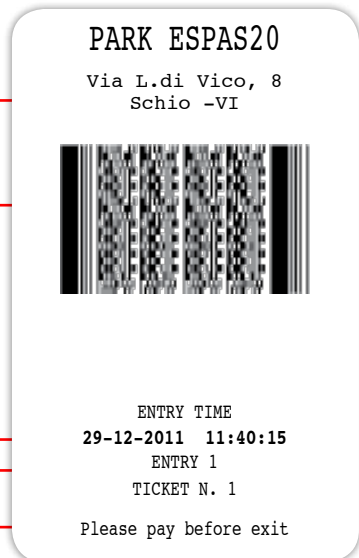 PARK ESPAS20
Via L.di Vico, 8
Schio -VI
ENTRY TIME
29-12-2011 11:40:15
ENTRY 1
TICKET N. 1
Please pay before exit